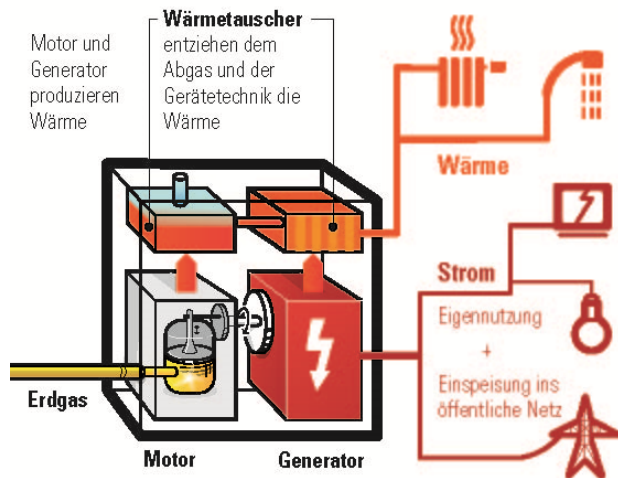 Motor und
Generator
produzieren
Wärme
Wärmetauscher
entziehen dem
Abgas und der
Gerätetechnik die
Wärme
Wärme
Strom
Eigennutzung
+
Einspeisung ins
öffentliche Netz
Erdgas
Motor
Generator